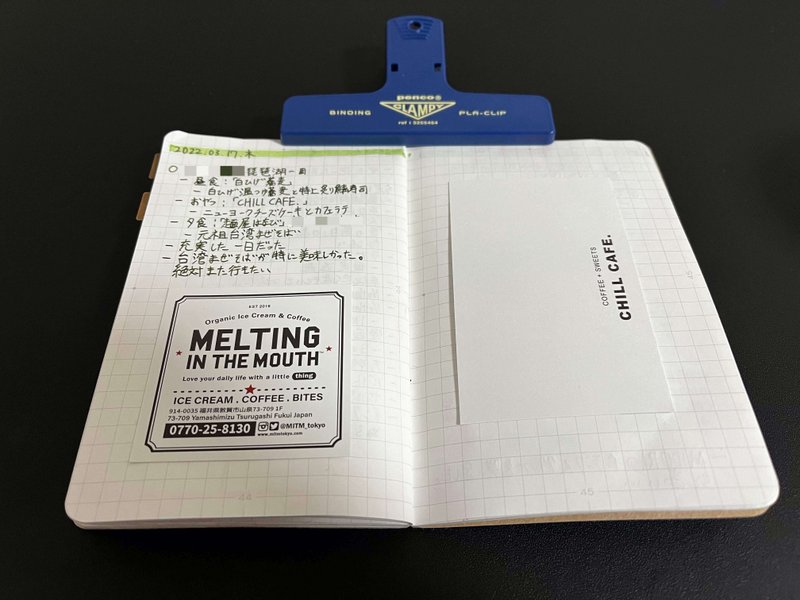 penco®
BINDING CLAMPY PLA-CLIP
2022.03.17.木
琵琶湖一周
– 昼食：「白ひげ蕎麦」
– 白ひげ温つけ蕎麦と特上炙り鯖寿司
– おやつ：「CHILL CAFE.」
– ニューヨークチーズケーキとカフェラテ
– 夕食：「麺屋はなび」
– 元祖台湾まぜそば
– 充実した一日だった
– 台湾まぜそばが特に美味しかった。
絶対また行きたい
EST 2016
Organic Ice Cream & Coffee
MELTING
IN THE MOUTH
Love your daily life with a little thing
ICE CREAM . COFFEE . BITES
914-0035 福井県敦賀市山泉73-709 1F
73-709 Yamashimizu Tsurugashi Fukui Japan
0770-25-8130 @MITM_tokyo
www.mitmtokyo.com
44
COFFEE + SWEETS
CHILL CAFE.
45